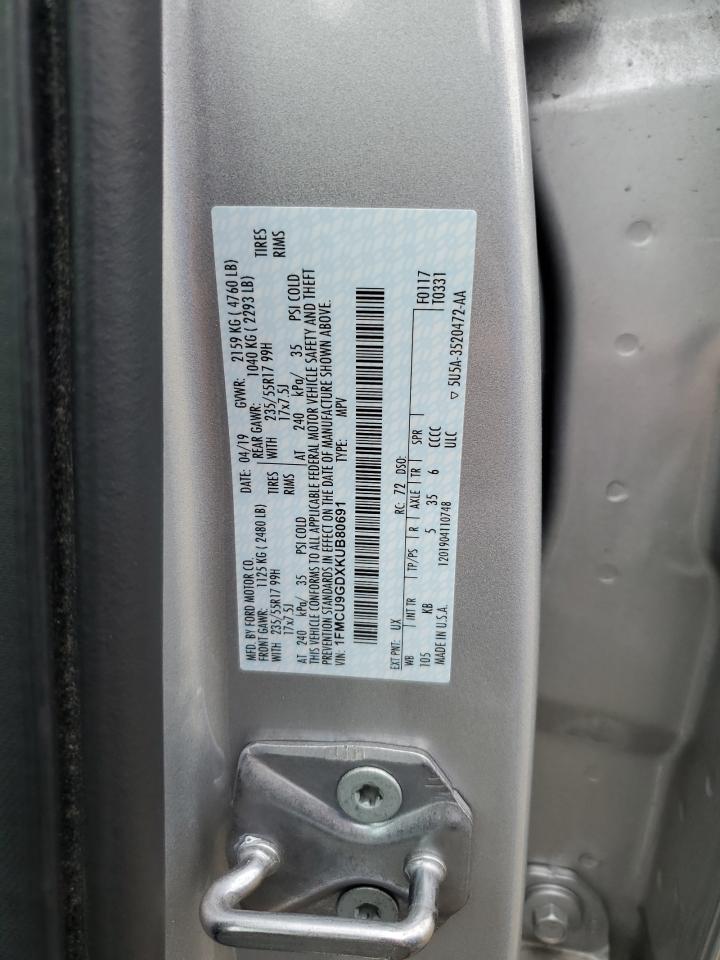 MFD. BY FORD MOTOR CO.
DATE: 04/19 GVWR: 2159 KG ( 4760 LB)
FRONT GAWR: 1125 KG ( 2480 LB) REAR GAWR: 1040 KG ( 2293 LB)
WITH 235/55R17 99H TIRES WITH 235/55R17 99H TIRES
17x7.5J RIMS 17x7.5J RIMS
AT 240 kPa/ 35 PSI COLD AT 240 kPa/ 35 PSI COLD
THIS VEHICLE CONFORMS TO ALL APPLICABLE FEDERAL MOTOR VEHICLE SAFETY AND THEFT
PREVENTION STANDARDS IN EFFECT ON THE DATE OF MANUFACTURE SHOWN ABOVE.
VIN: 1FMCU9GDXKUB80691 TYPE: MPV
EXT PNT: UX RC: 72 DSO: F0117
WB INT TR TP/PS R AXLE TR SPR T0331
105 KB 5 35 6 CCCC
MADE IN U.S.A. 1201904110748 ULC ▽ 5U5A-3520472-AA